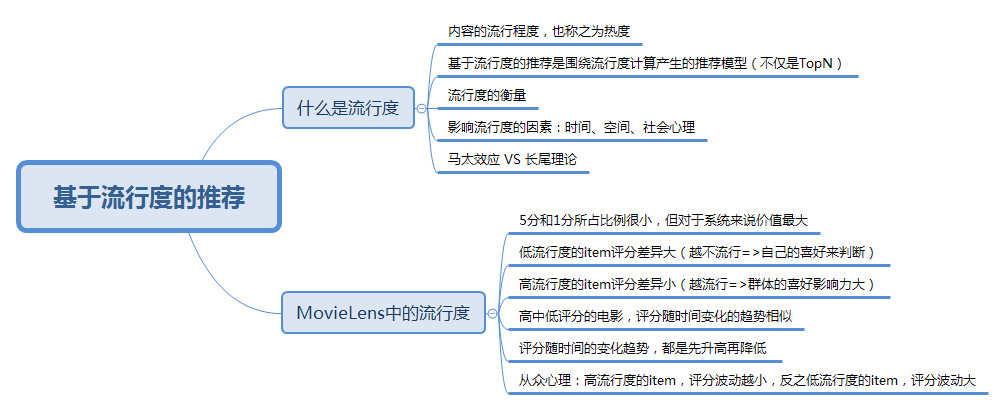 基于流行度的推荐
什么是流行度
内容的流行程度，也称之为热度
基于流行度的推荐是围绕流行度计算产生的推荐模型（不仅是TopN）
流行度的衡量
影响流行度的因素：时间、空间、社会心理
马太效应 VS 长尾理论
MovieLens中的流行度
5分和1分所占比例很小，但对于系统来说价值最大
低流行度的item评分差异大（越不流行=>自己的喜好来判断）
高流行度的item评分差异小（越流行=>群体的喜好影响力大）
高中低评分的电影，评分随时间变化的趋势相似
评分随时间的变化趋势，都是先升高再降低
从众心理：高流行度的item，评分波动越小，反之低流行度的item，评分波动大